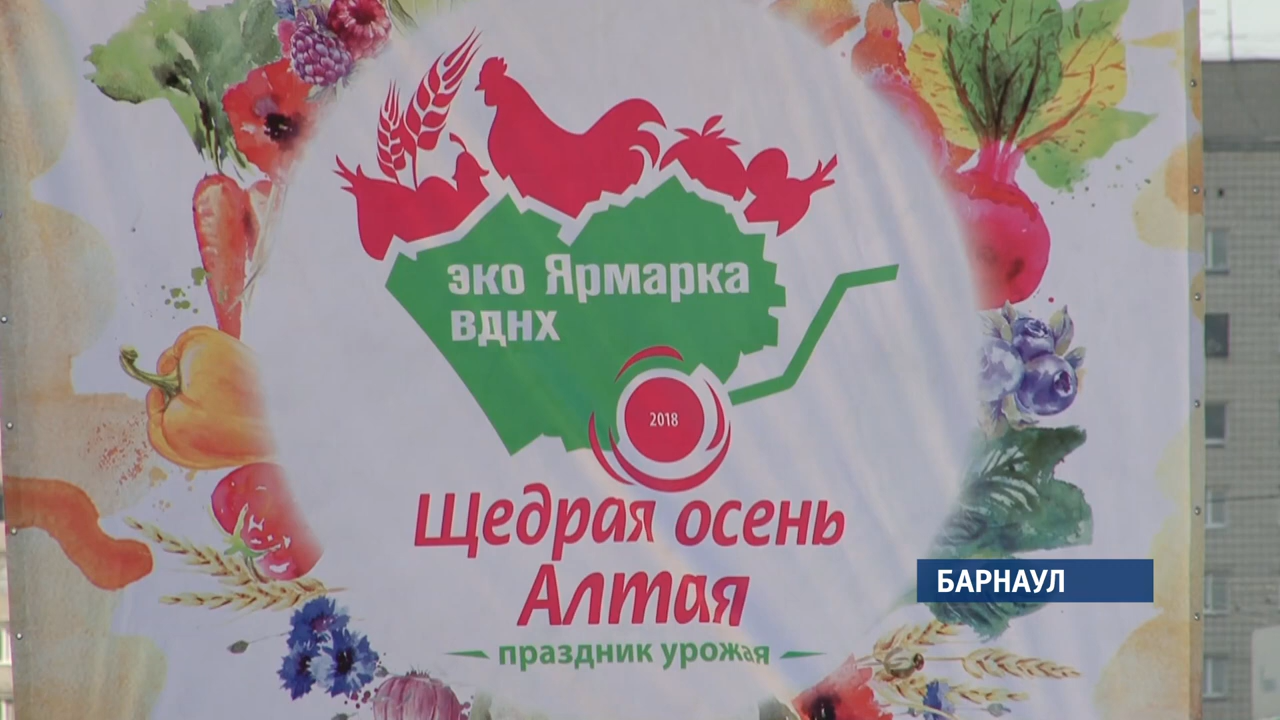 эко Ярмарка
ВДНХ
2018
Щедрая осень
Алтая
праздник урожая
БАРНАУЛ